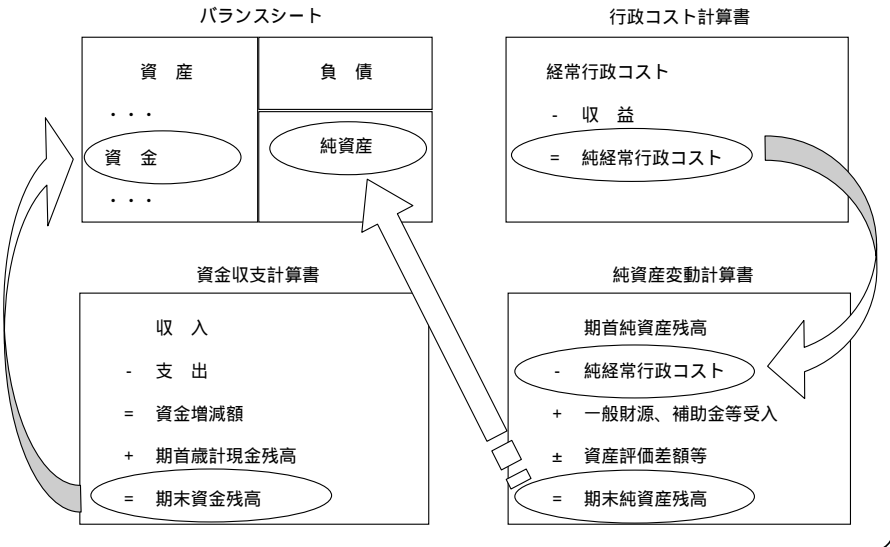 バランスシート
資　産
・・・
資　金
・・・
負　債
純資産
行政コスト計算書
経常行政コスト
-　収　益
=　純経常行政コスト
資金収支計算書
収　入
-　支　出
=　資金増減額
+　期首歳計現金残高
=　期末資金残高
純資産変動計算書
期首純資産残高
-　純経常行政コスト
+　一般財源、補助金等受入
±　資産評価差額等
=　期末純資産残高